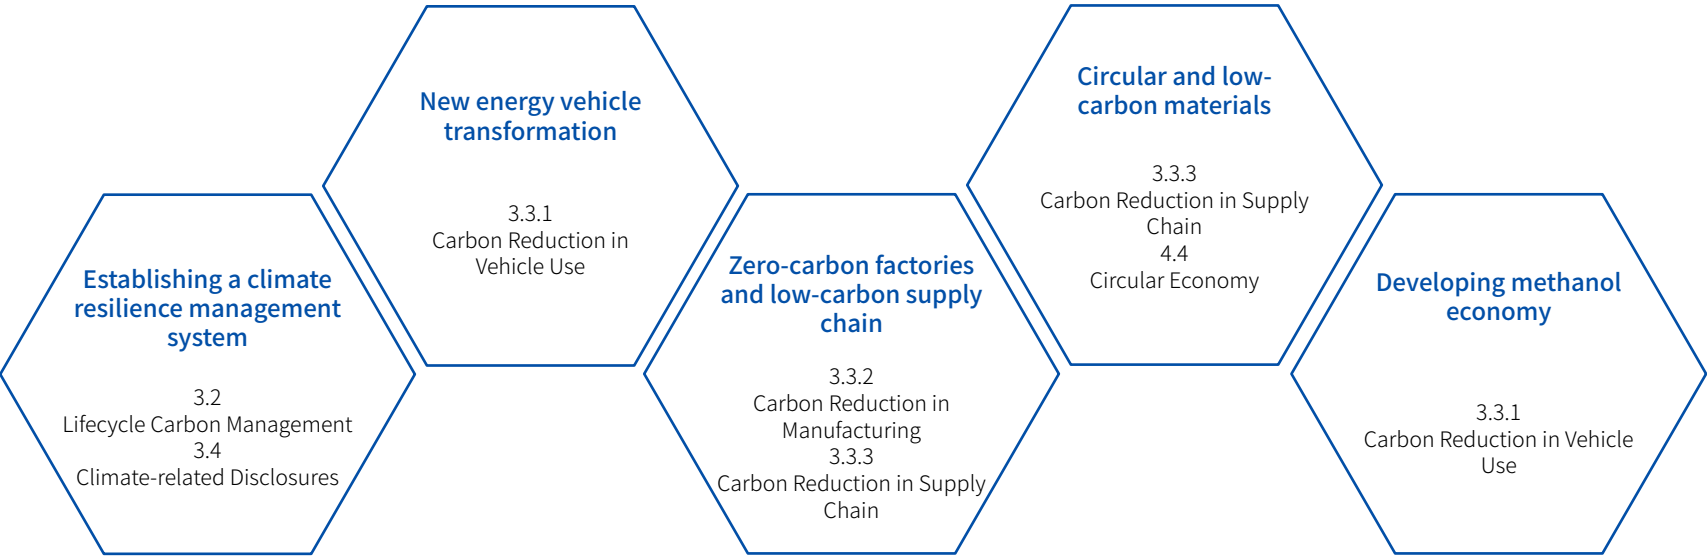 Establishing a climate
resilience management
system
3.2
Lifecycle Carbon Management
3.4
Climate-related Disclosures
New energy vehicle
transformation
3.3.1
Carbon Reduction in
Vehicle Use
Zero-carbon factories
and low-carbon supply
chain
3.3.2
Carbon Reduction in
Manufacturing
3.3.3
Carbon Reduction in Supply
Chain
Circular and low-
carbon materials
3.3.3
Carbon Reduction in Supply
Chain
4.4
Circular Economy
Developing methanol
economy
3.3.1
Carbon Reduction in Vehicle
Use